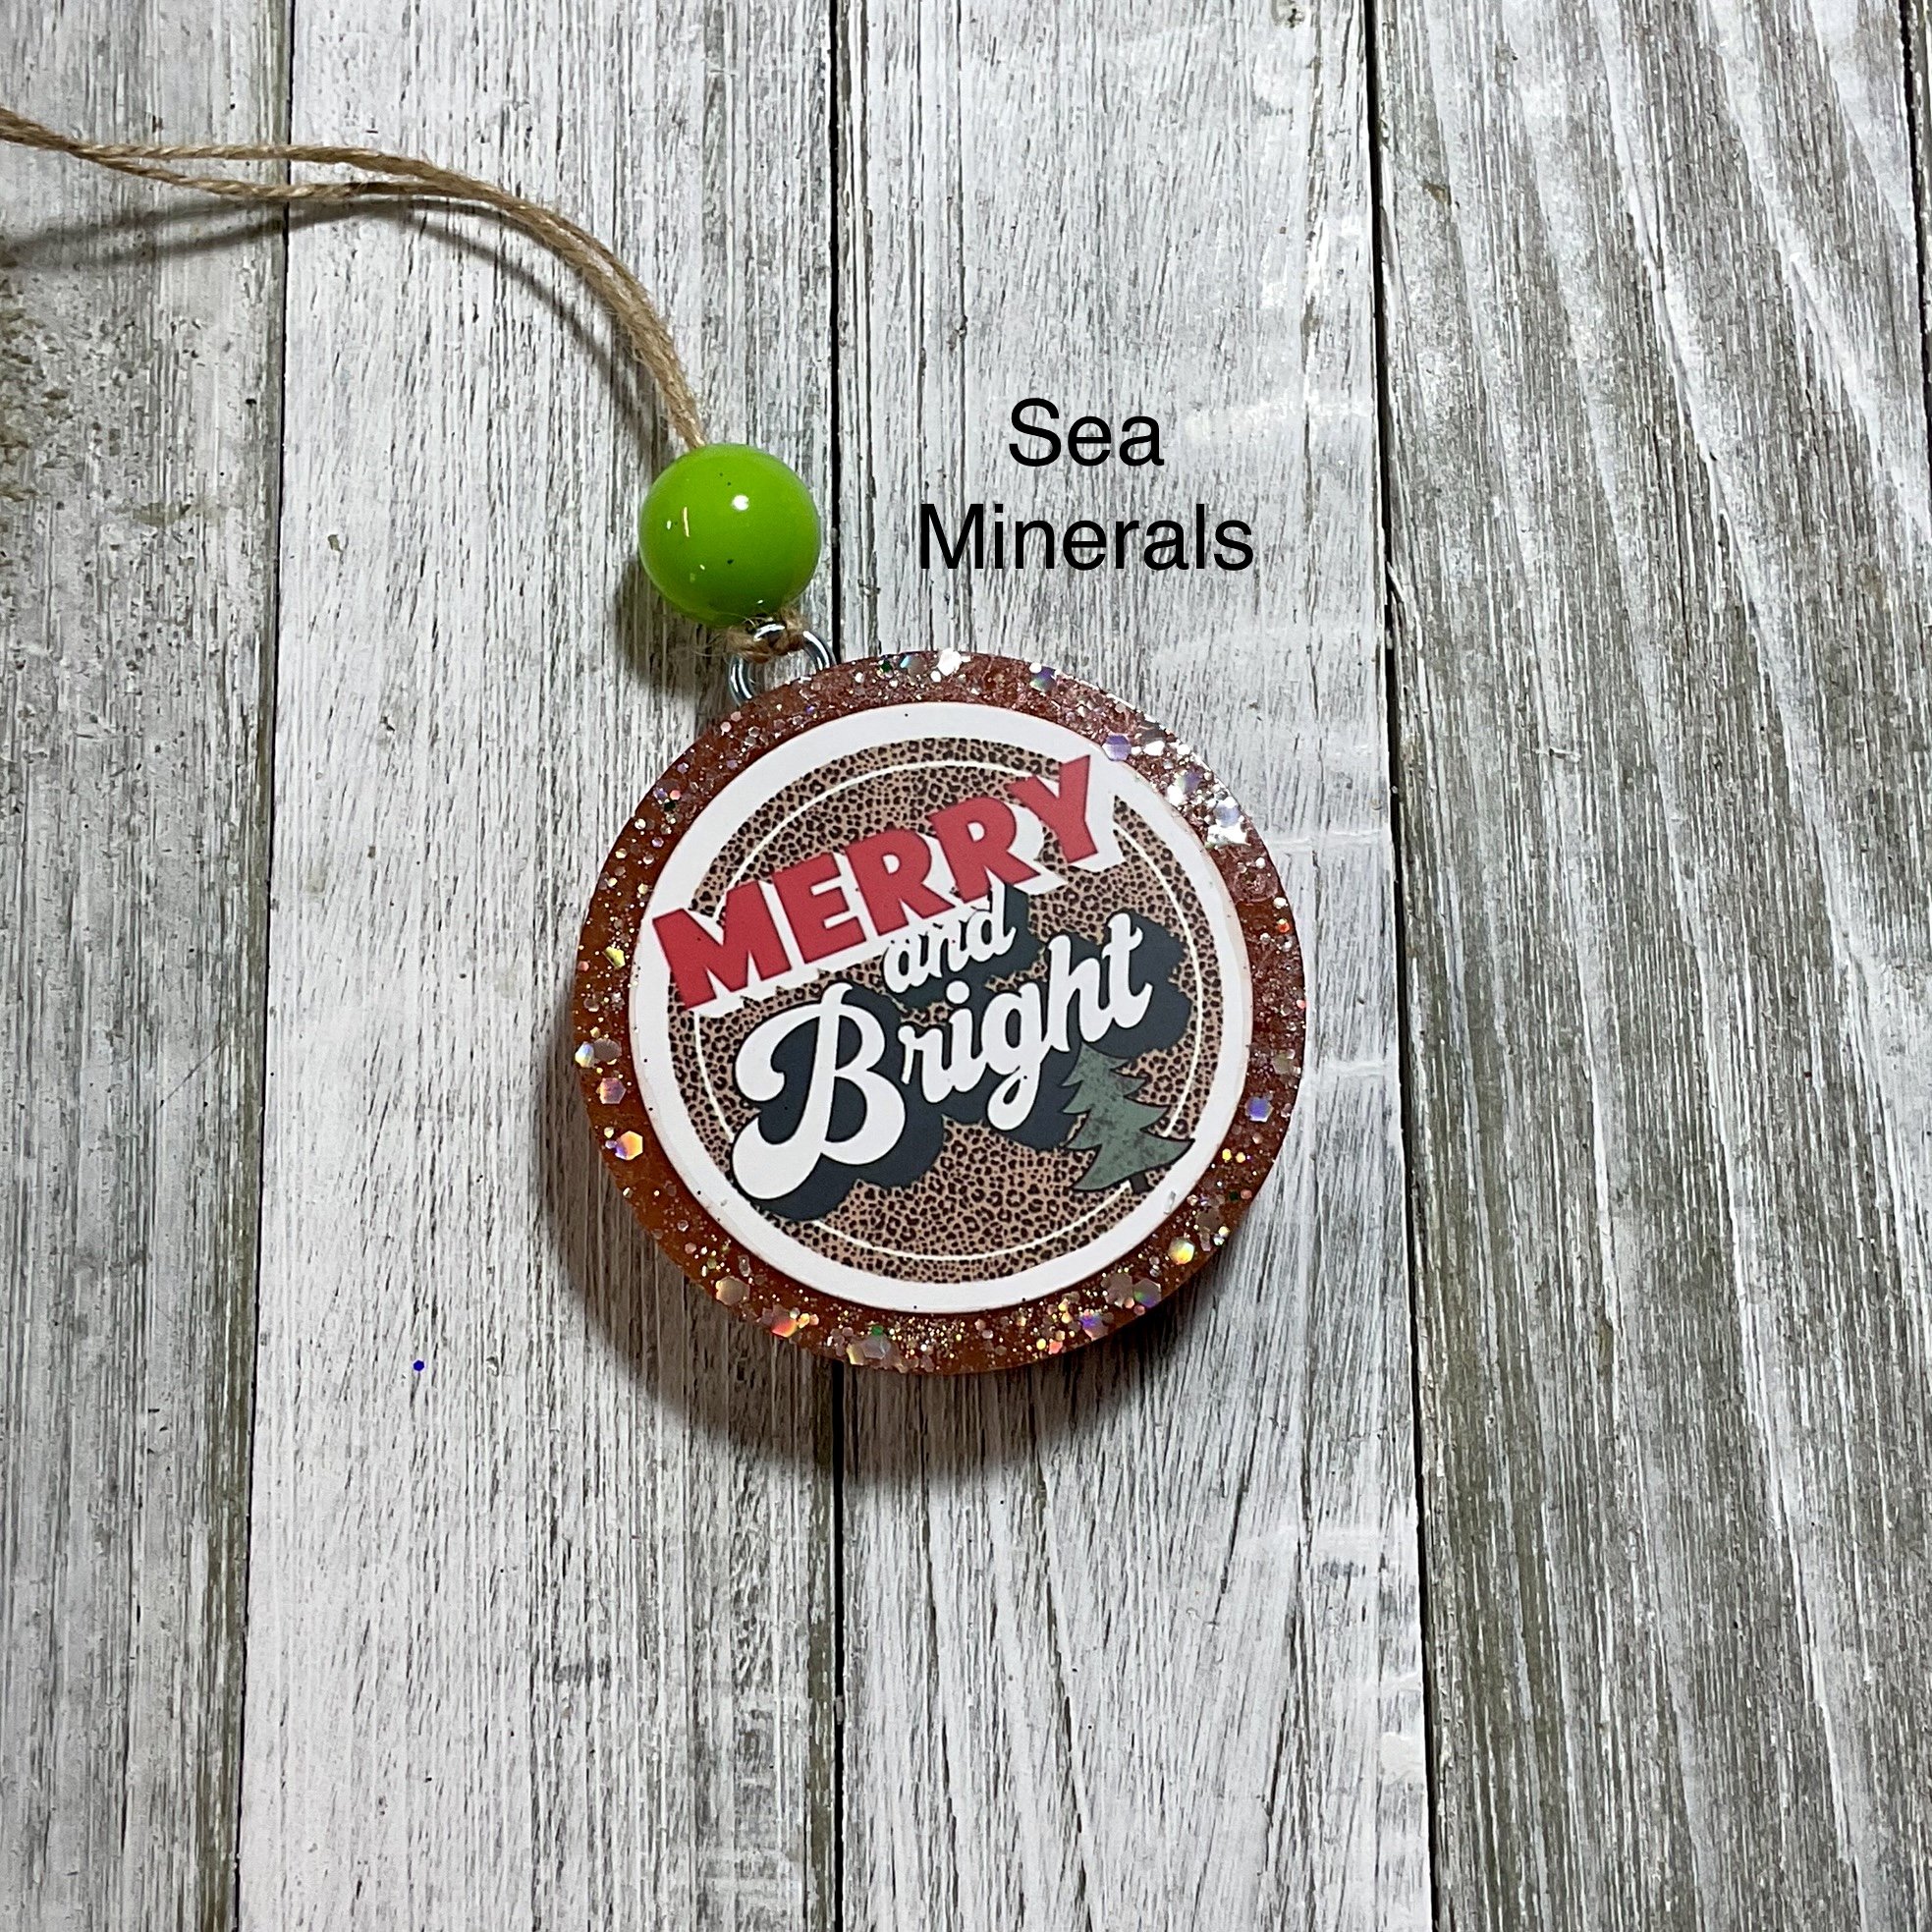 Sea
Minerals
MERRY
and
Bright